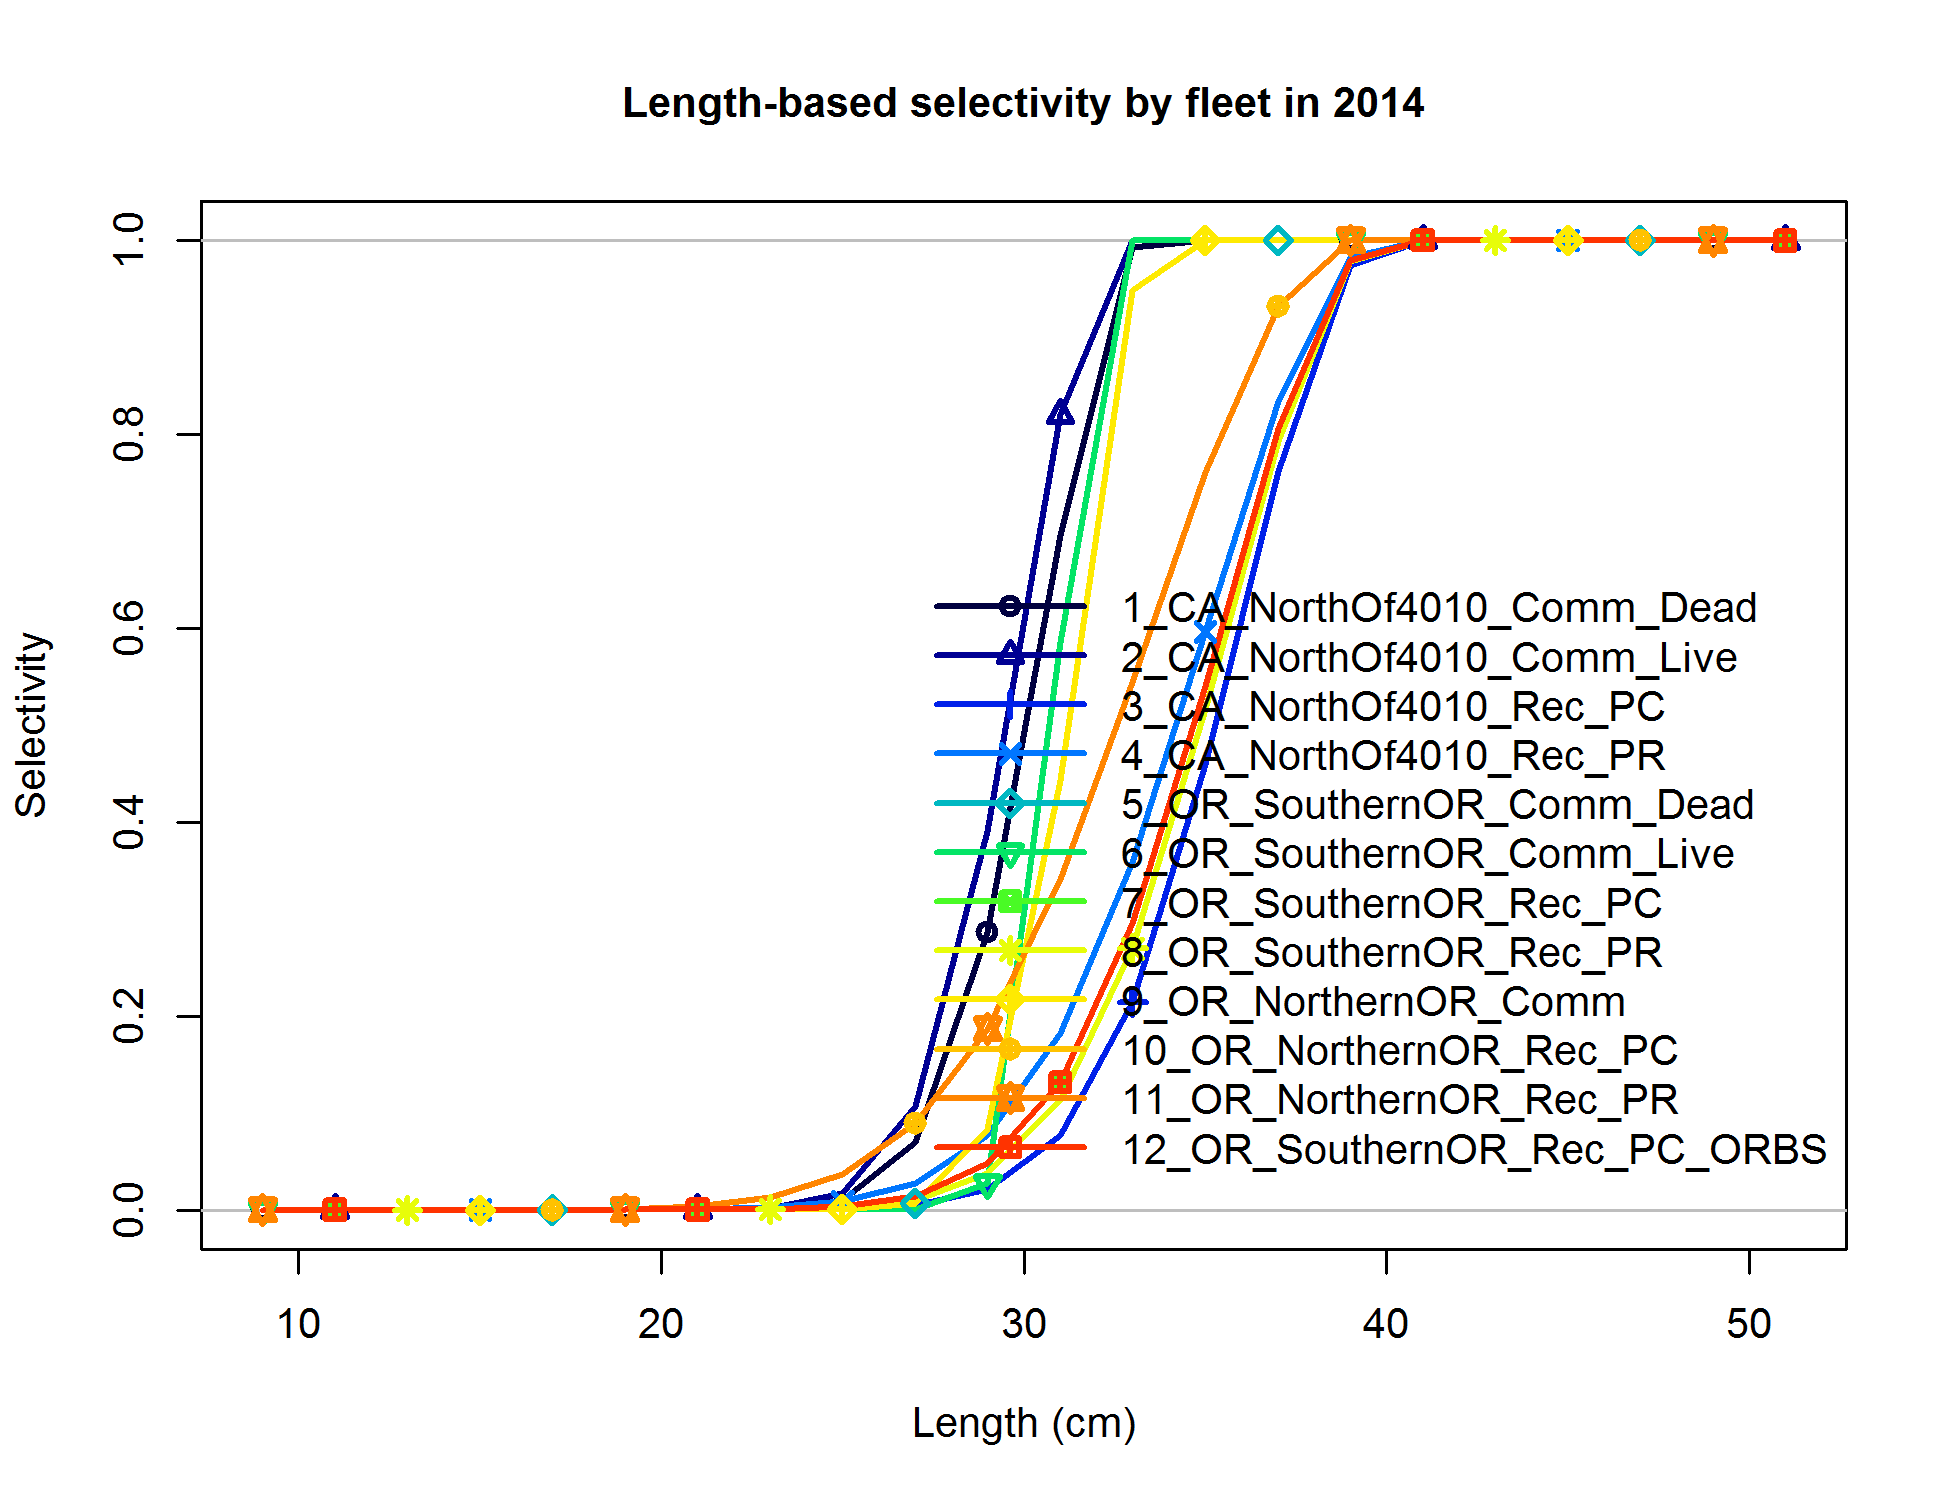 Length-based selectivity by fleet in 2014
Selectivity
1.0
0.8
0.6
0.4
0.2
0.0
1_CA_NorthOf4010_Comm_Dead
2_CA_NorthOf4010_Comm_Live
3_CA_NorthOf4010_Rec_PC
4_CA_NorthOf4010_Rec_PR
5_OR_SouthernOR_Comm_Dead
6_OR_SouthernOR_Comm_Live
7_OR_SouthernOR_Rec_PC
8_OR_SouthernOR_Rec_PR
9_OR_NorthernOR_Comm
10_OR_NorthernOR_Rec_PC
11_OR_NorthernOR_Rec_PR
12_OR_SouthernOR_Rec_PC_ORBS
10 20 30 40 50
Length (cm)